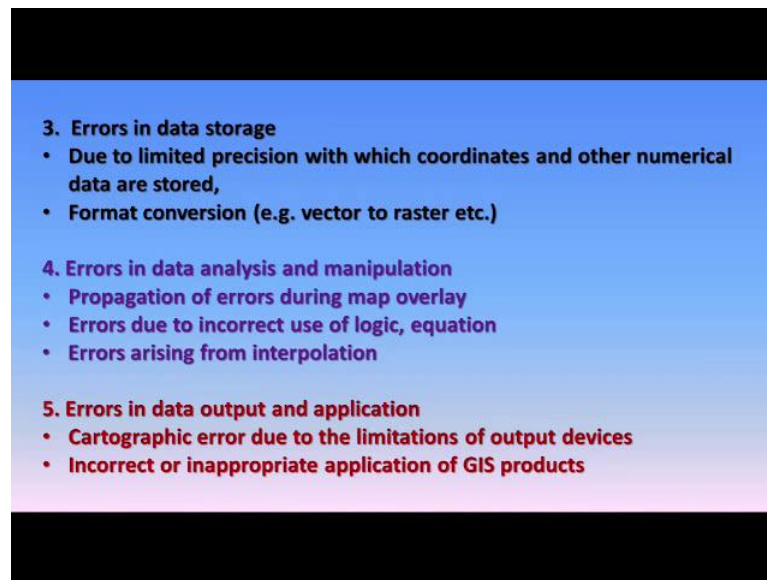 3.  Errors in data storage
• Due to limited precision with which coordinates and other numerical
data are stored,
• Format conversion (e.g. vector to raster etc.)
4. Errors in data analysis and manipulation
• Propagation of errors during map overlay
• Errors due to incorrect use of logic, equation
• Errors arising from interpolation
5. Errors in data output and application
• Cartographic error due to the limitations of output devices
• Incorrect or inappropriate application of GIS products